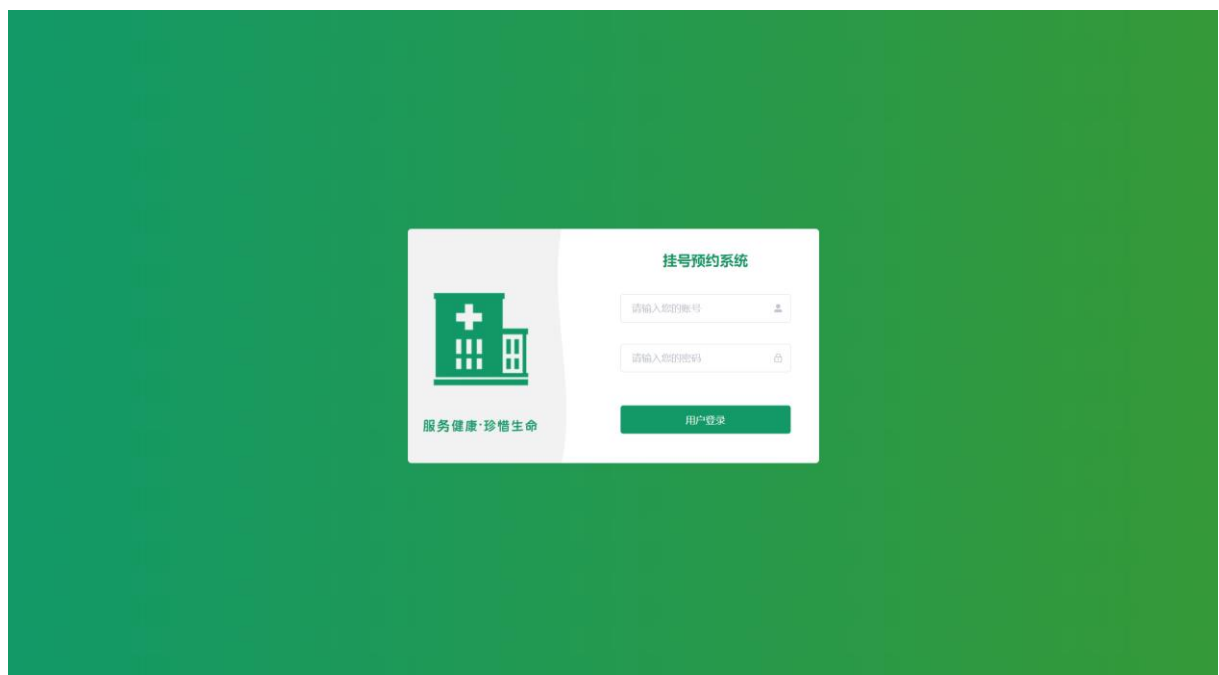 挂号预约系统
请输入您的账号
请输入您的密码
用户登录
服务健康·珍惜生命